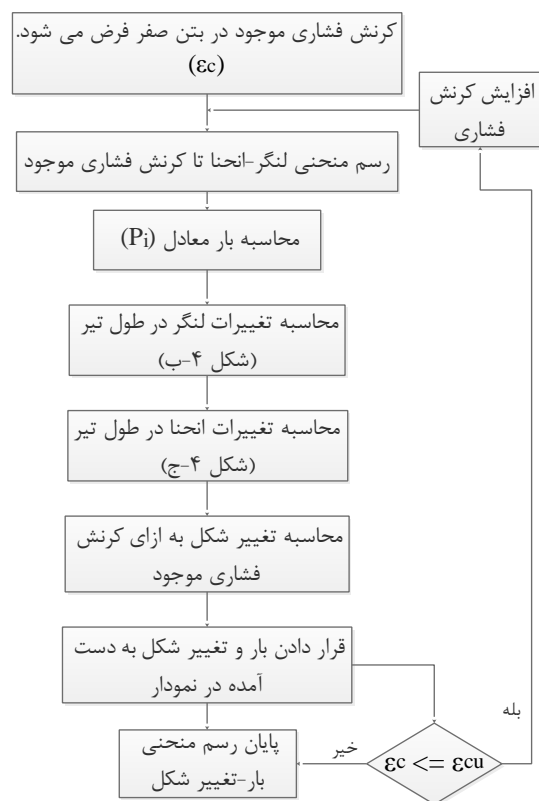 کرنش فشاری موجود در بتن صفر فرض می شود.
(εc)
افزایش کرنش
فشاری
رسم منحنی لنگر-انحنا تا کرنش فشاری موجود
محاسبه بار معادل (Pi)
محاسبه تغییرات لنگر در طول تیر
(شکل ۴-ب)
محاسبه تغییرات انحنا در طول تیر
(شکل ۴-ج)
محاسبه تغییر شکل به ازای کرنش
فشاری موجود
قرار دادن بار و تغییر شکل به دست
آمده در نمودار
بله
εc <= εcu
خیر
پایان رسم منحنی
بار-تغییر شکل